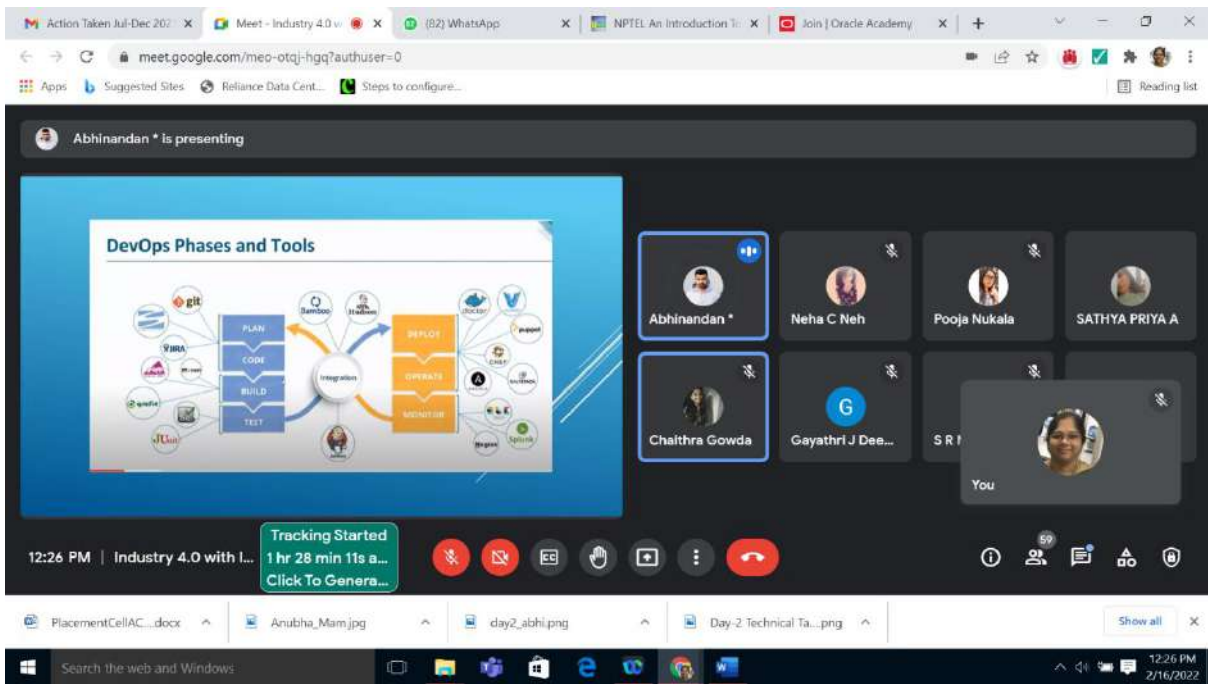 Action Taken Jul-Dec 202
Meet - Industry 4.0 w
(82) WhatsApp
NPTEL An Introduction To
Join | Oracle Academy
meet.google.com/meo-otqj-hgq?authuser=0
Apps
Suggested Sites
Reliance Data Cent...
Steps to configure...
Reading list
Abhinandan * is presenting
DevOps Phases and Tools
git
Bamboo
Hudson
docker
puppet
PLAN
DEPLOY
JIRA
CHEF
CODE
Integration
OPERATE
BUILD
gradle
MONITOR
TEST
JUnit
Nagios
Splunk
Abhinandan *
Neha C Neh
Pooja Nukala
SATHYA PRIYA A
Chaithra Gowda
G
Gayathri J Dee...
S R
You
12:26 PM | Industry 4.0 with I...
Tracking Started
1 hr 28 min 11s a...
Click To Genera...
CC
59
PlacementCellAC....docx
Anubha_Mam.jpg
day2_abhi.png
Day-2 Technical Ta....png
Show all
Search the web and Windows
12:26 PM
2/16/2022